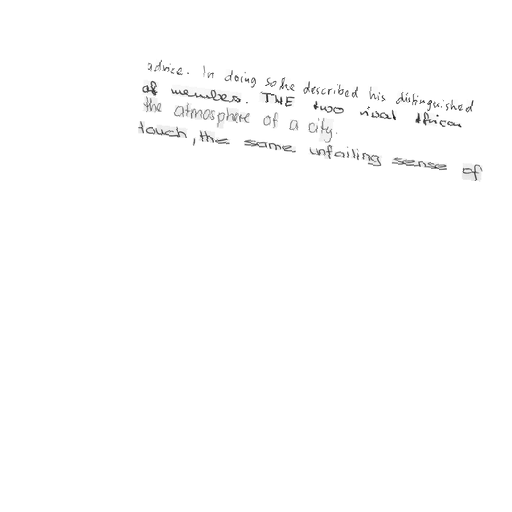 advice. In doing so he described his distinguished
of members. THE two rival African
the atmosphere of a city.
touch, the same unfailing sense of